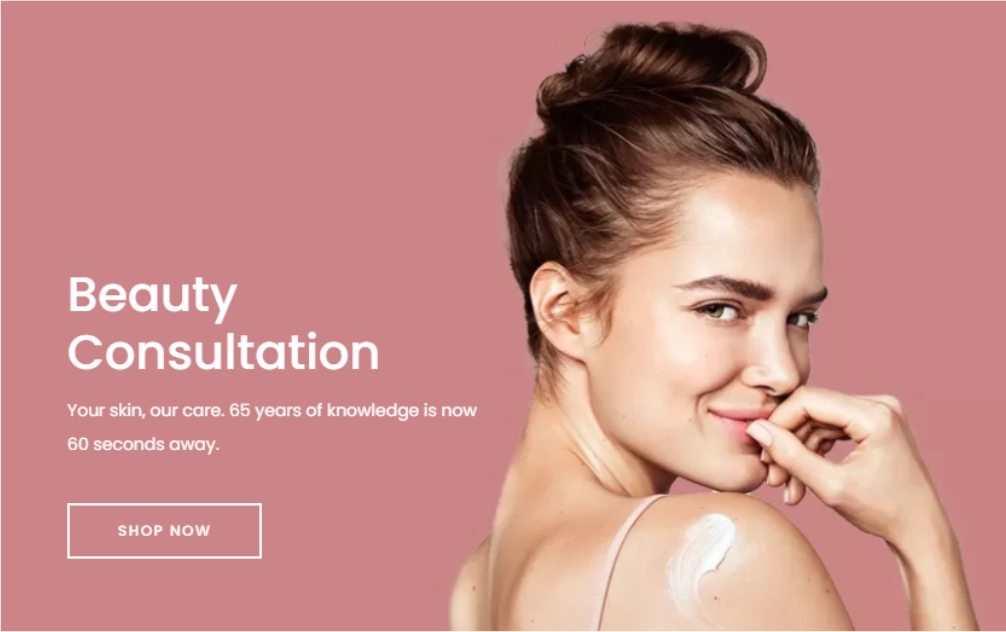 Beauty
Consultation
Your skin, our care. 65 years of knowledge is now
60 seconds away.
SHOP NOW